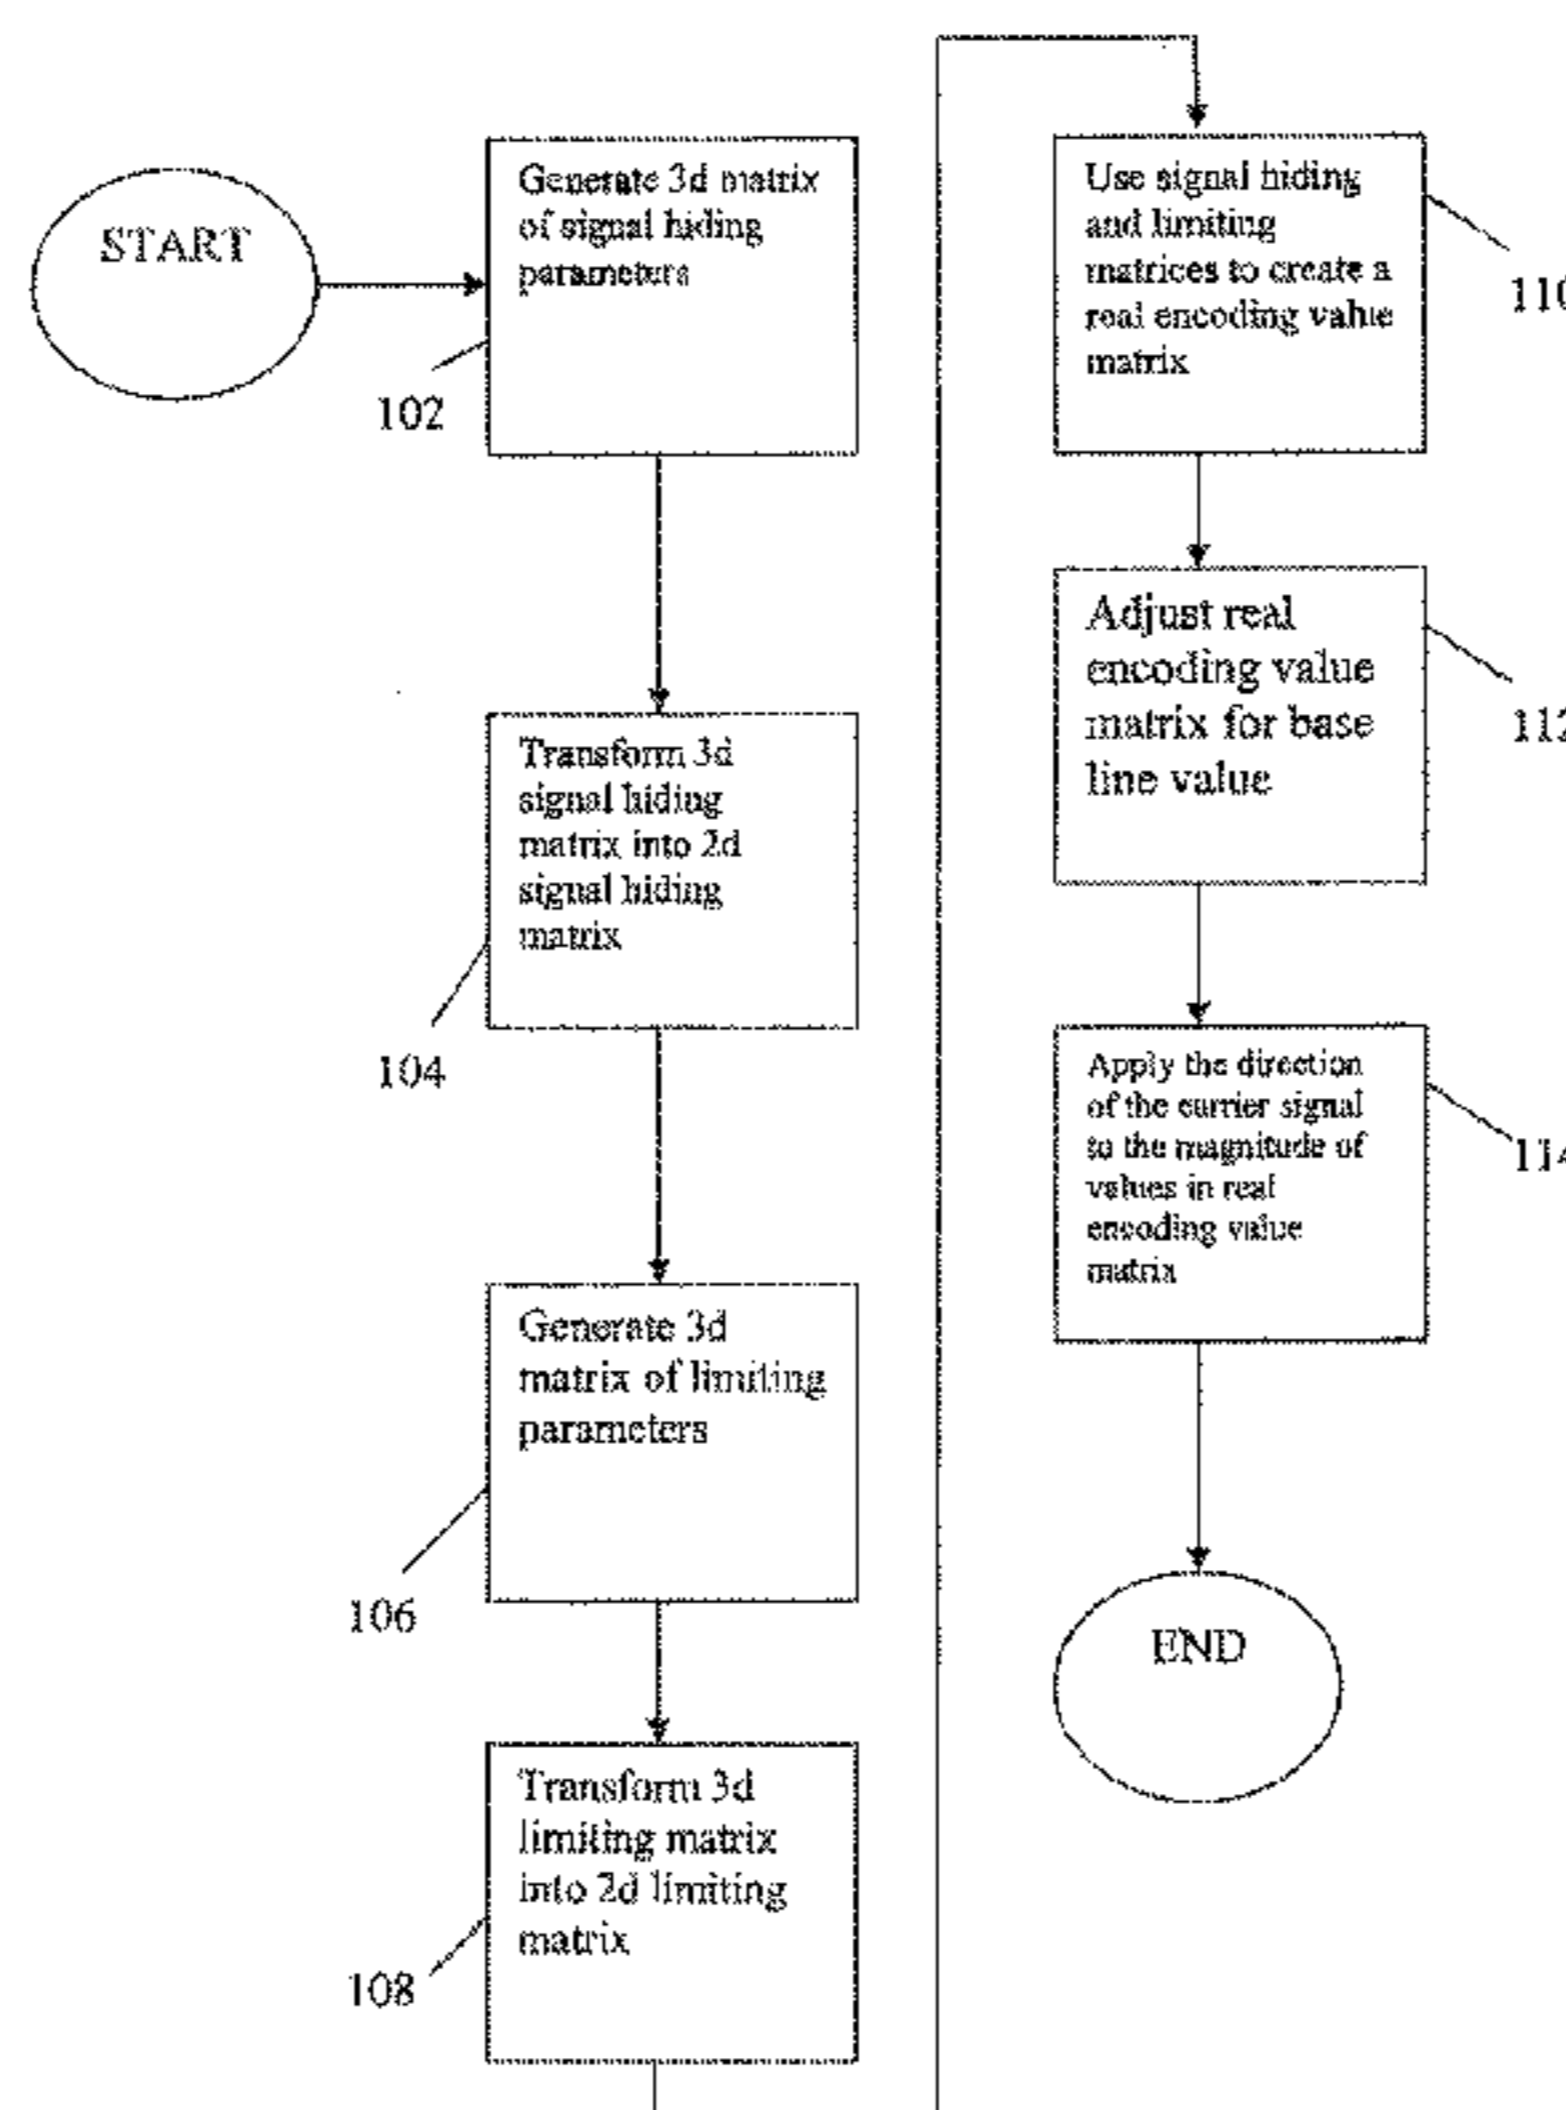 START
Generate 3d matrix
of signal hiding
parameters
102
Transform 3d
signal hiding
matrix into 2d
signal hiding
matrix
104
Generate 3d
matrix of limiting
parameters
106
Transform 3d
limiting matrix
into 2d limiting
matrix
108
Use signal hiding
and limiting
matrices to create a
real encoding value
matrix
110
Adjust real
encoding value
matrix for base
line value
112
Apply the direction
of the carrier signal
to the magnitude of
values in real
encoding value
matrix
114
END